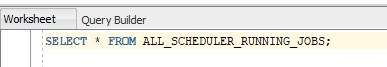 Worksheet Query Builder
SELECT * FROM ALL_SCHEDULER_RUNNING_JOBS;